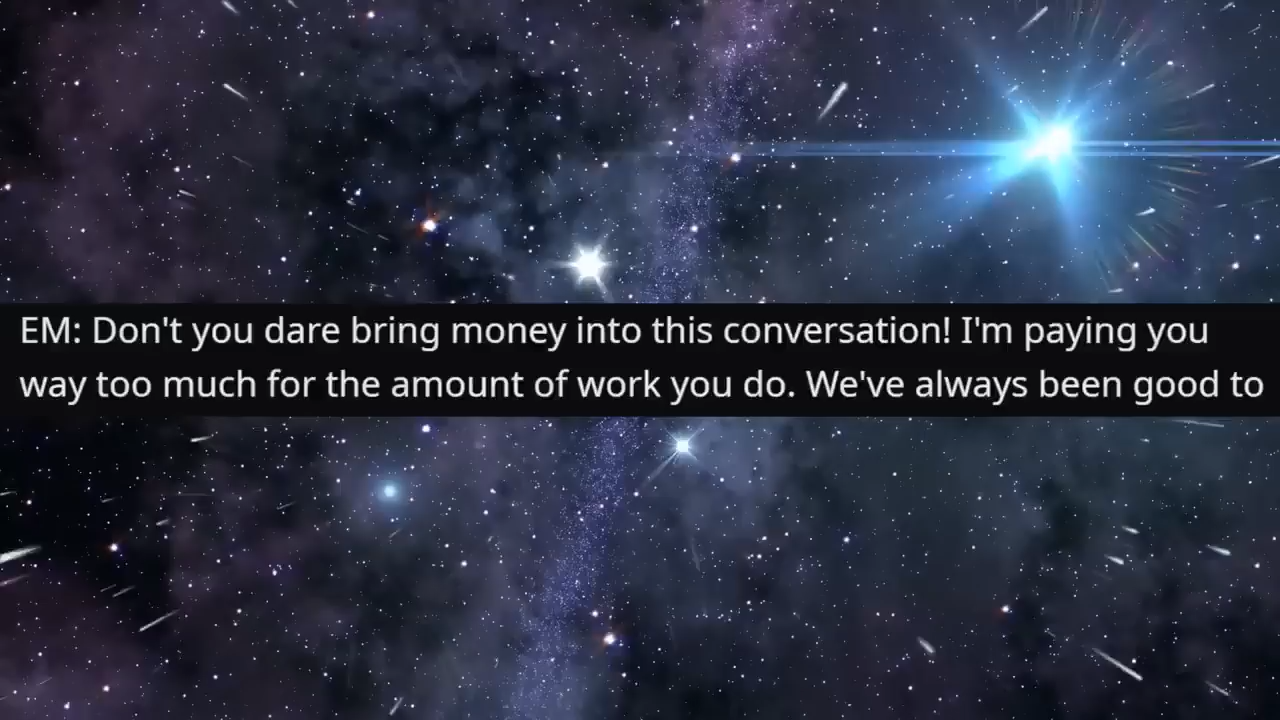 EM: Don't you dare bring money into this conversation! I'm paying you
way too much for the amount of work you do. We've always been good to